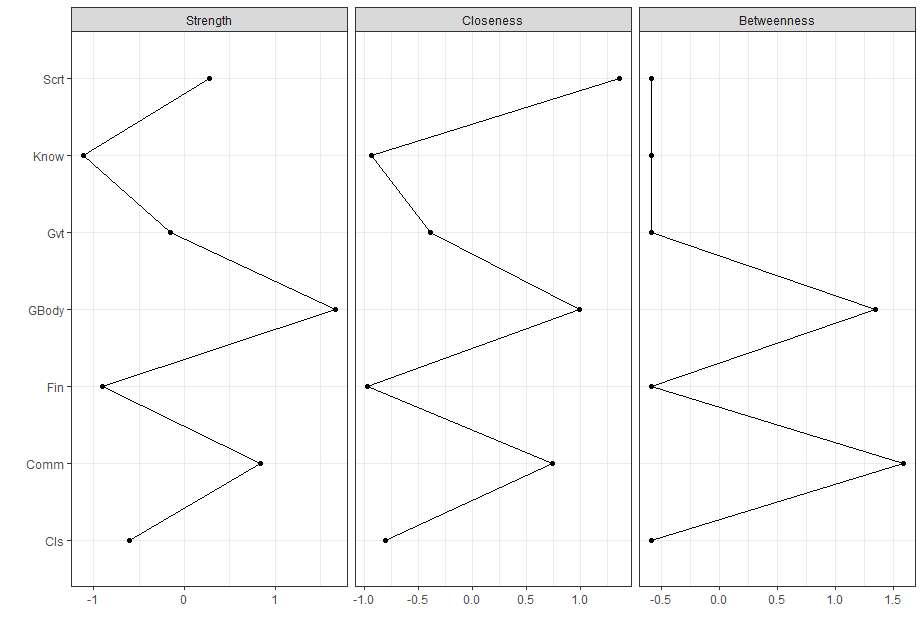 Strength Closeness Betweenness
Scrt
Know
Gvt
GBody
Fin
Comm
Cls
-1 0 1 -1.0 -0.5 0.0 0.5 1.0 -0.5 0.0 0.5 1.0 1.5